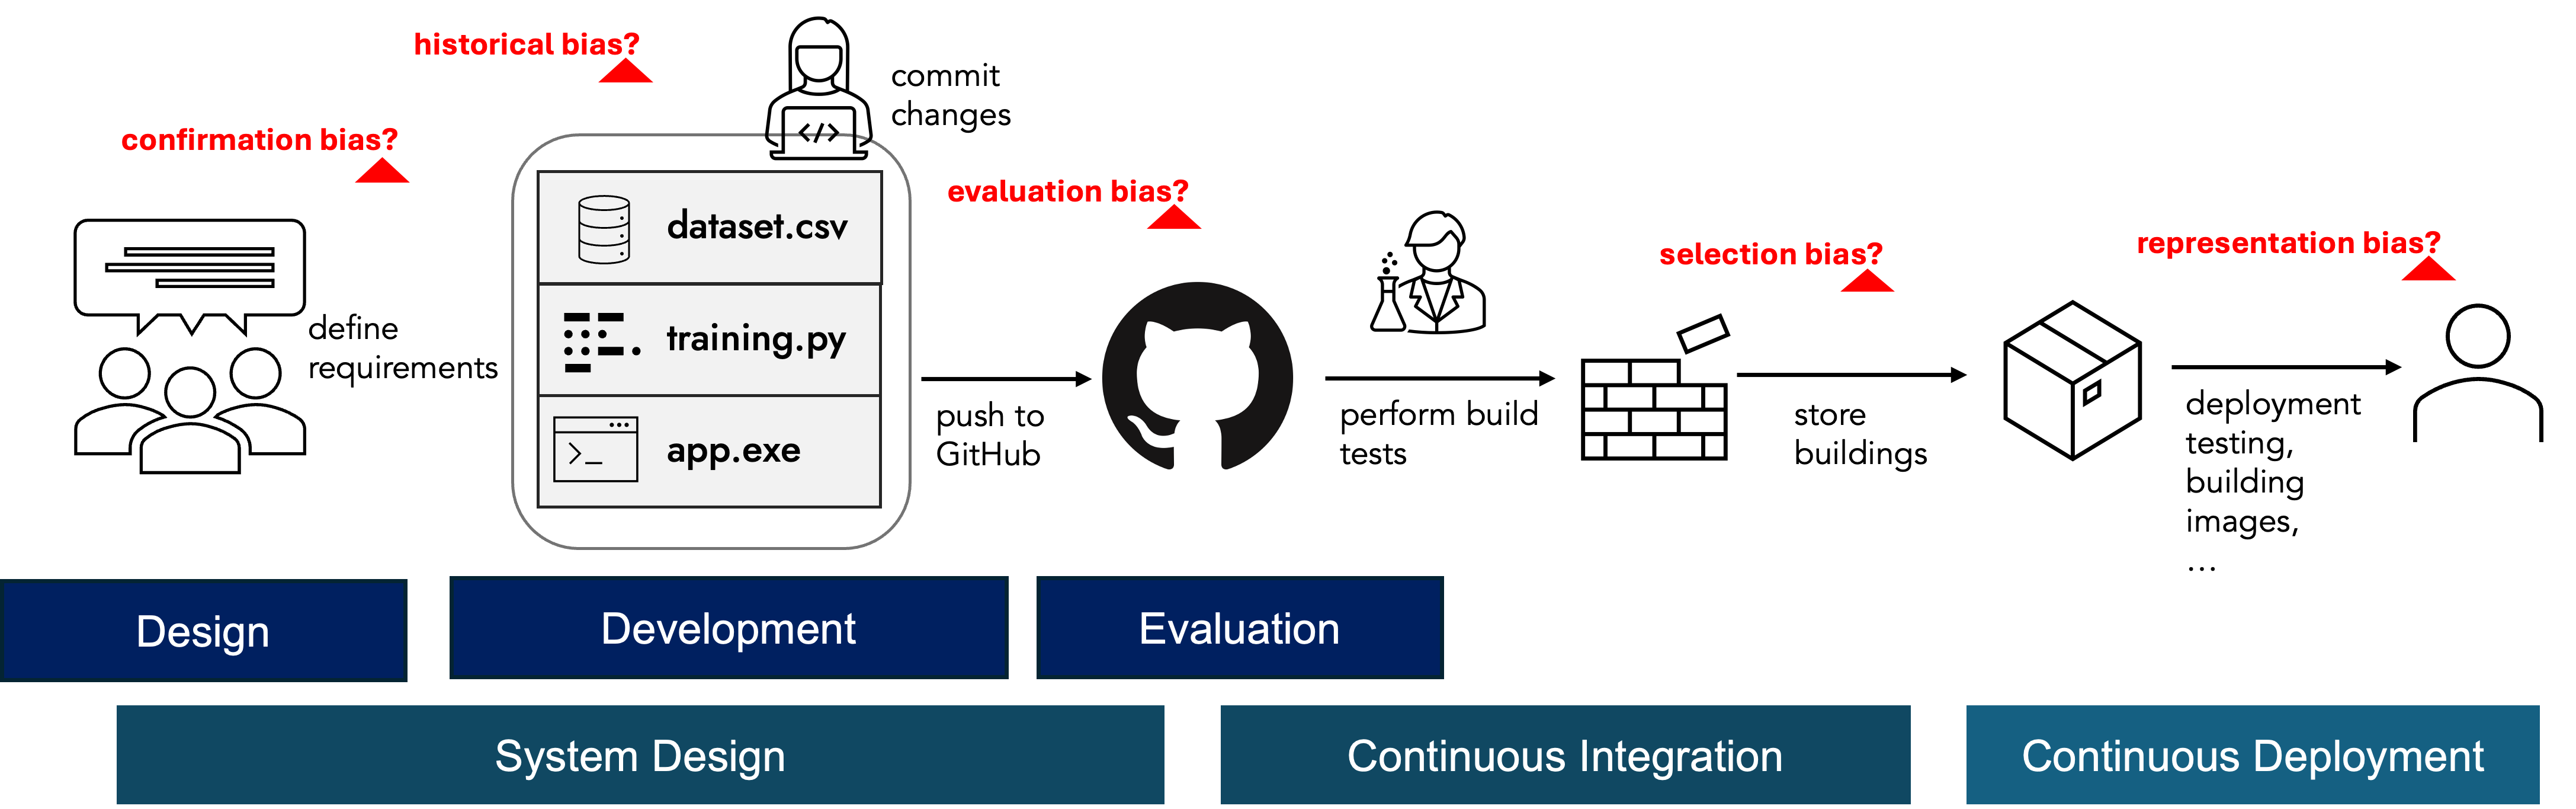 historical bias?
commit
changes
confirmation bias?
evaluation bias?
selection bias?
representation bias?
define
requirements
dataset.csv
training.py
app.exe
push to
GitHub
perform build
tests
store
buildings
deployment
testing,
building
images,
...
Design
Development
Evaluation
System Design
Continuous Integration
Continuous Deployment